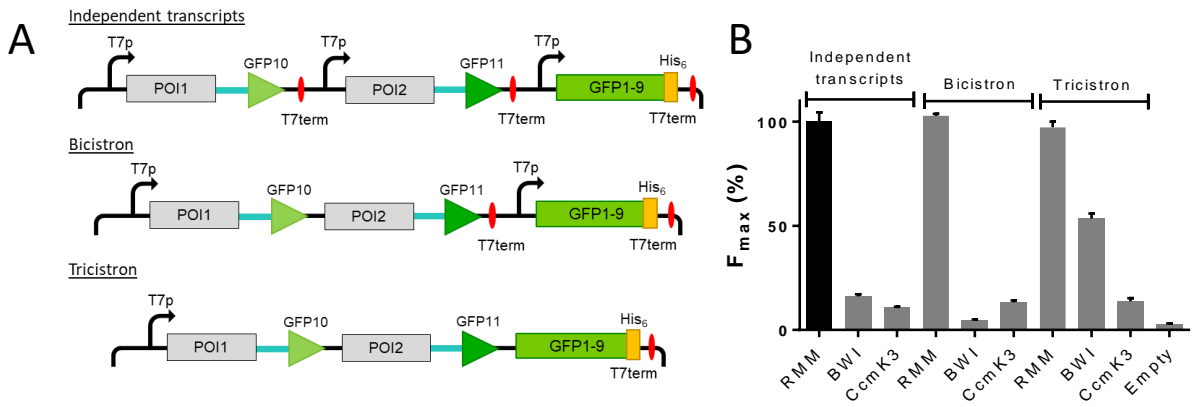 A
Independent transcripts
T7p
T7p
T7p
GFP10
GFP11
His6
POI1
POI2
GFP1-9
T7term
T7term
T7term
Bicistron
T7p
T7p
GFP10
GFP11
His6
POI1
POI2
GFP1-9
T7term
T7term
Tricistron
T7p
GFP10
GFP11
His6
POI1
POI2
GFP1-9
T7term
B
Independent
transcripts
Bicistron
Tricistron
Fmax (%)
100
50
0
RMM
BWI
CcmK3
RMM
BWI
CcmK3
RMM
BWI
CcmK3
Empty